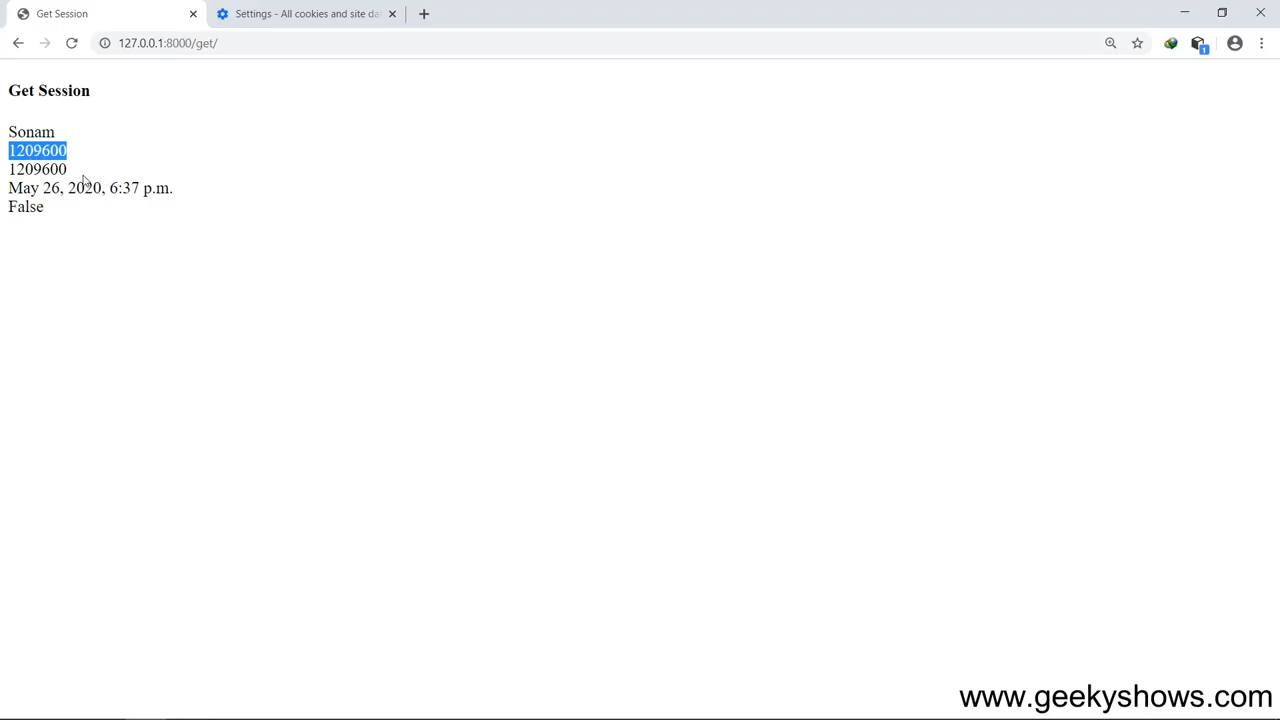 Get Session
Settings - All cookies and site da
127.0.0.1:8000/get/
1
Get Session
Sonam
1209600
1209600
May 26, 2020, 6:37 p.m.
False
www.geekyshows.com